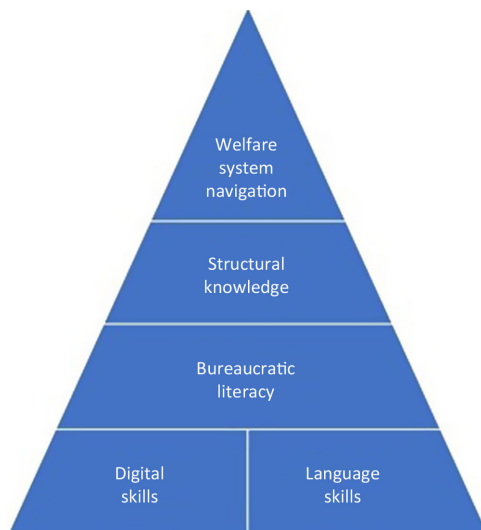 Welfare
system
navigation
Structural
knowledge
Bureaucratic
literacy
Digital
skills
Language
skills